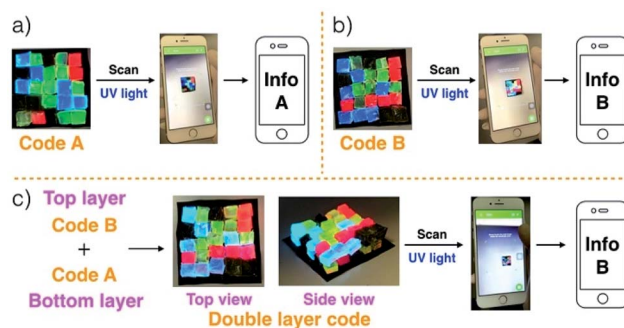 a)
Scan
UV light
Code A
Info
A
b)
Scan
UV light
Code B
Info
B
c)
Top layer
Code B
+
Code A
Bottom layer
Top view
Side view
Double layer code
Scan
UV light
Info
B